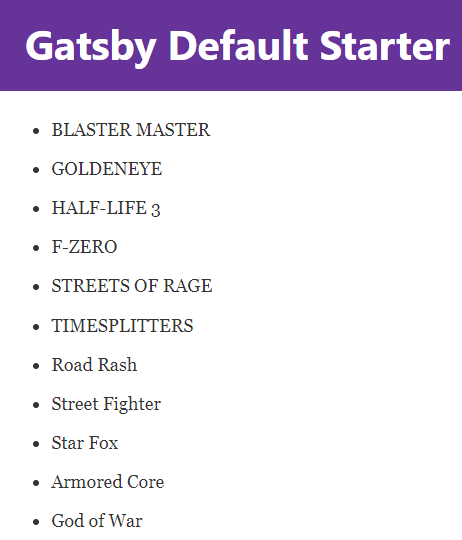 Gatsby Default Starter
BLASTER MASTER
GOLDENEYE
HALF-LIFE 3
F-ZERO
STREETS OF RAGE
TIMESPLITTERS
Road Rash
Street Fighter
Star Fox
Armored Core
God of War